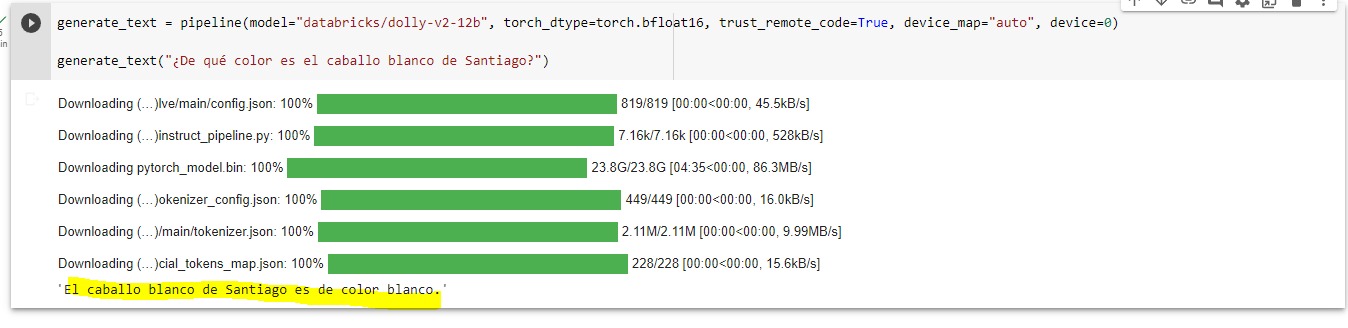 generate_text = pipeline(model="databricks/dolly-v2-12b", torch_dtype=torch.bfloat16, trust_remote_code=True, device_map="auto", device=0)
generate_text("¿De qué color es el caballo blanco de Santiago?")
Downloading (…)lve/main/config.json: 100% 819/819 [00:00<00:00, 45.5kB/s]
Downloading (…)instruct_pipeline.py: 100% 7.16k/7.16k [00:00<00:00, 528kB/s]
Downloading pytorch_model.bin: 100% 23.8G/23.8G [04:35<00:00, 86.3MB/s]
Downloading (…)okenizer_config.json: 100% 449/449 [00:00<00:00, 16.0kB/s]
Downloading (…)/main/tokenizer.json: 100% 2.11M/2.11M [00:00<00:00, 9.99MB/s]
Downloading (…)cial_tokens_map.json: 100% 228/228 [00:00<00:00, 15.6kB/s]
'El caballo blanco de Santiago es de color blanco.'